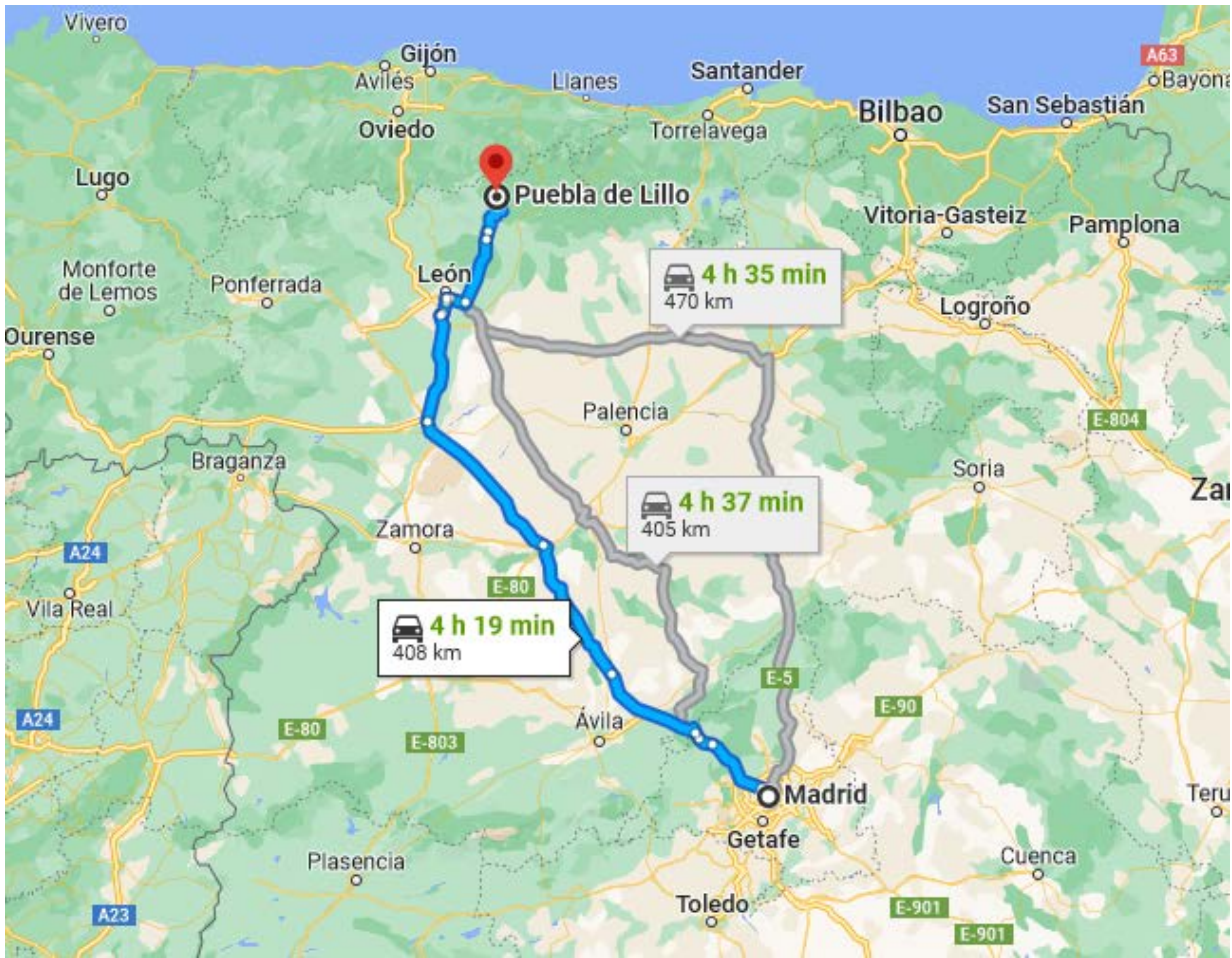 Vivero
Gijón
Avilés
Llanes
Santander
A63
Bayona
Oviedo
Torrelavega
Bilbao
San Sebastián
Lugo
Puebla de Lillo
Vitoria-Gasteiz
Pamplona
Monforte
de Lemos
Ponferrada
León
4 h 35 min
470 km
Logroño
Ourense
Palencia
E-804
Braganza
Soria
Zar
4 h 37 min
405 km
Zamora
A24
E-80
Vila Real
4 h 19 min
408 km
E-5
A24
E-80
E-803
Ávila
E-90
Madrid
Teru
Getafe
Plasencia
Cuenca
A23
Toledo
E-901
E-901